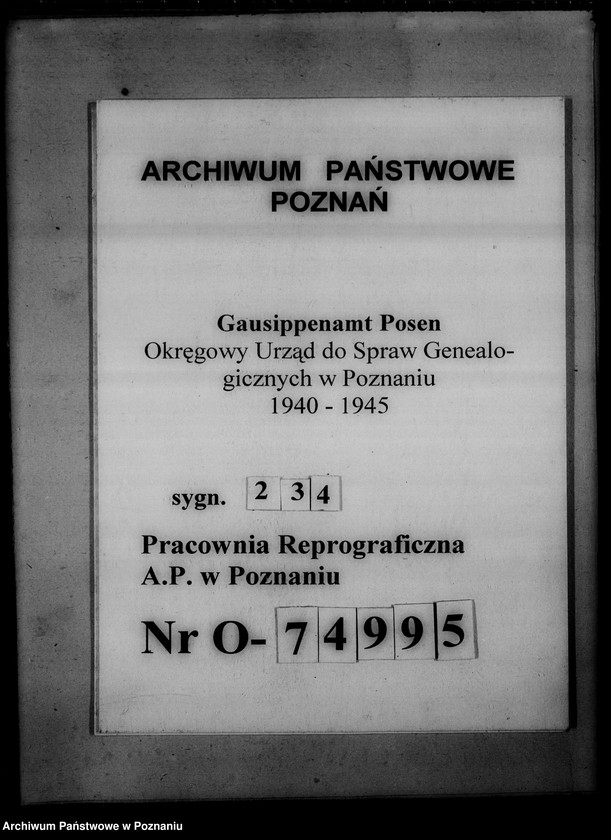 ARCHIWUM PAŃSTWOWE
POZNAŃ
Gausippenamt Posen
Okręgowy Urząd do Spraw Genealo-
gicznych w Poznaniu
1940 - 1945
sygn. 2 3 4
Pracownia Reprograficzna
A.P. w Poznaniu
Nr O- 7 4 9 9 5
Archiwum Państwowe w Poznaniu